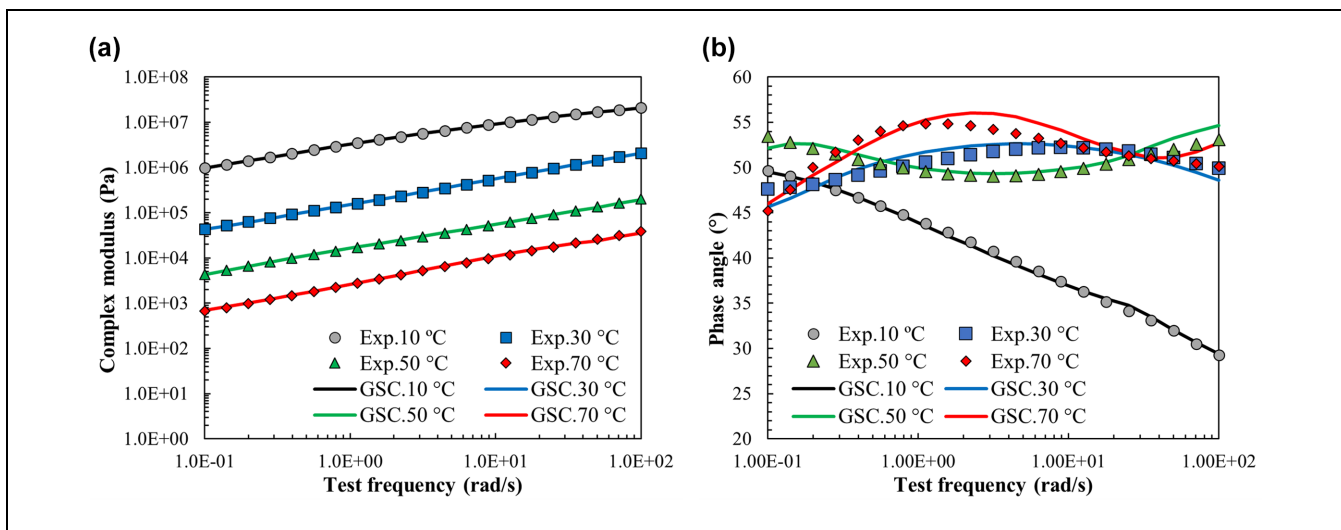 (a)
1.0E+08
1.0E+07
1.0E+06
1.0E+05
1.0E+04
1.0E+03
1.0E+02
1.0E+01
1.0E+00
Complex modulus (Pa)
Exp.10 ºC
Exp.30 °C
Exp.50 °C
Exp.70 °C
GSC.10 °C
GSC.30 °C
GSC.50 °C
GSC.70 °C
1.0E-01
1.0E+00
1.0E+01
1.0E+02
Test frequency (rad/s)
(b)
60
55
50
45
40
35
30
25
20
Phase angle (°)
Exp.10 ºC
Exp.30 °C
Exp.50 °C
Exp.70 °C
GSC.10 °C
GSC.30 °C
GSC.50 °C
GSC.70 °C
1.00E-01
1.00E+00
1.00E+01
1.00E+02
Test frequency (rad/s)